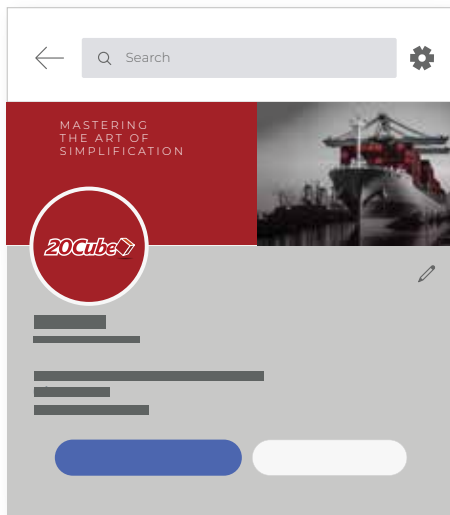 Search
MASTERING
THE ART OF
SIMPLIFICATION
20Cube